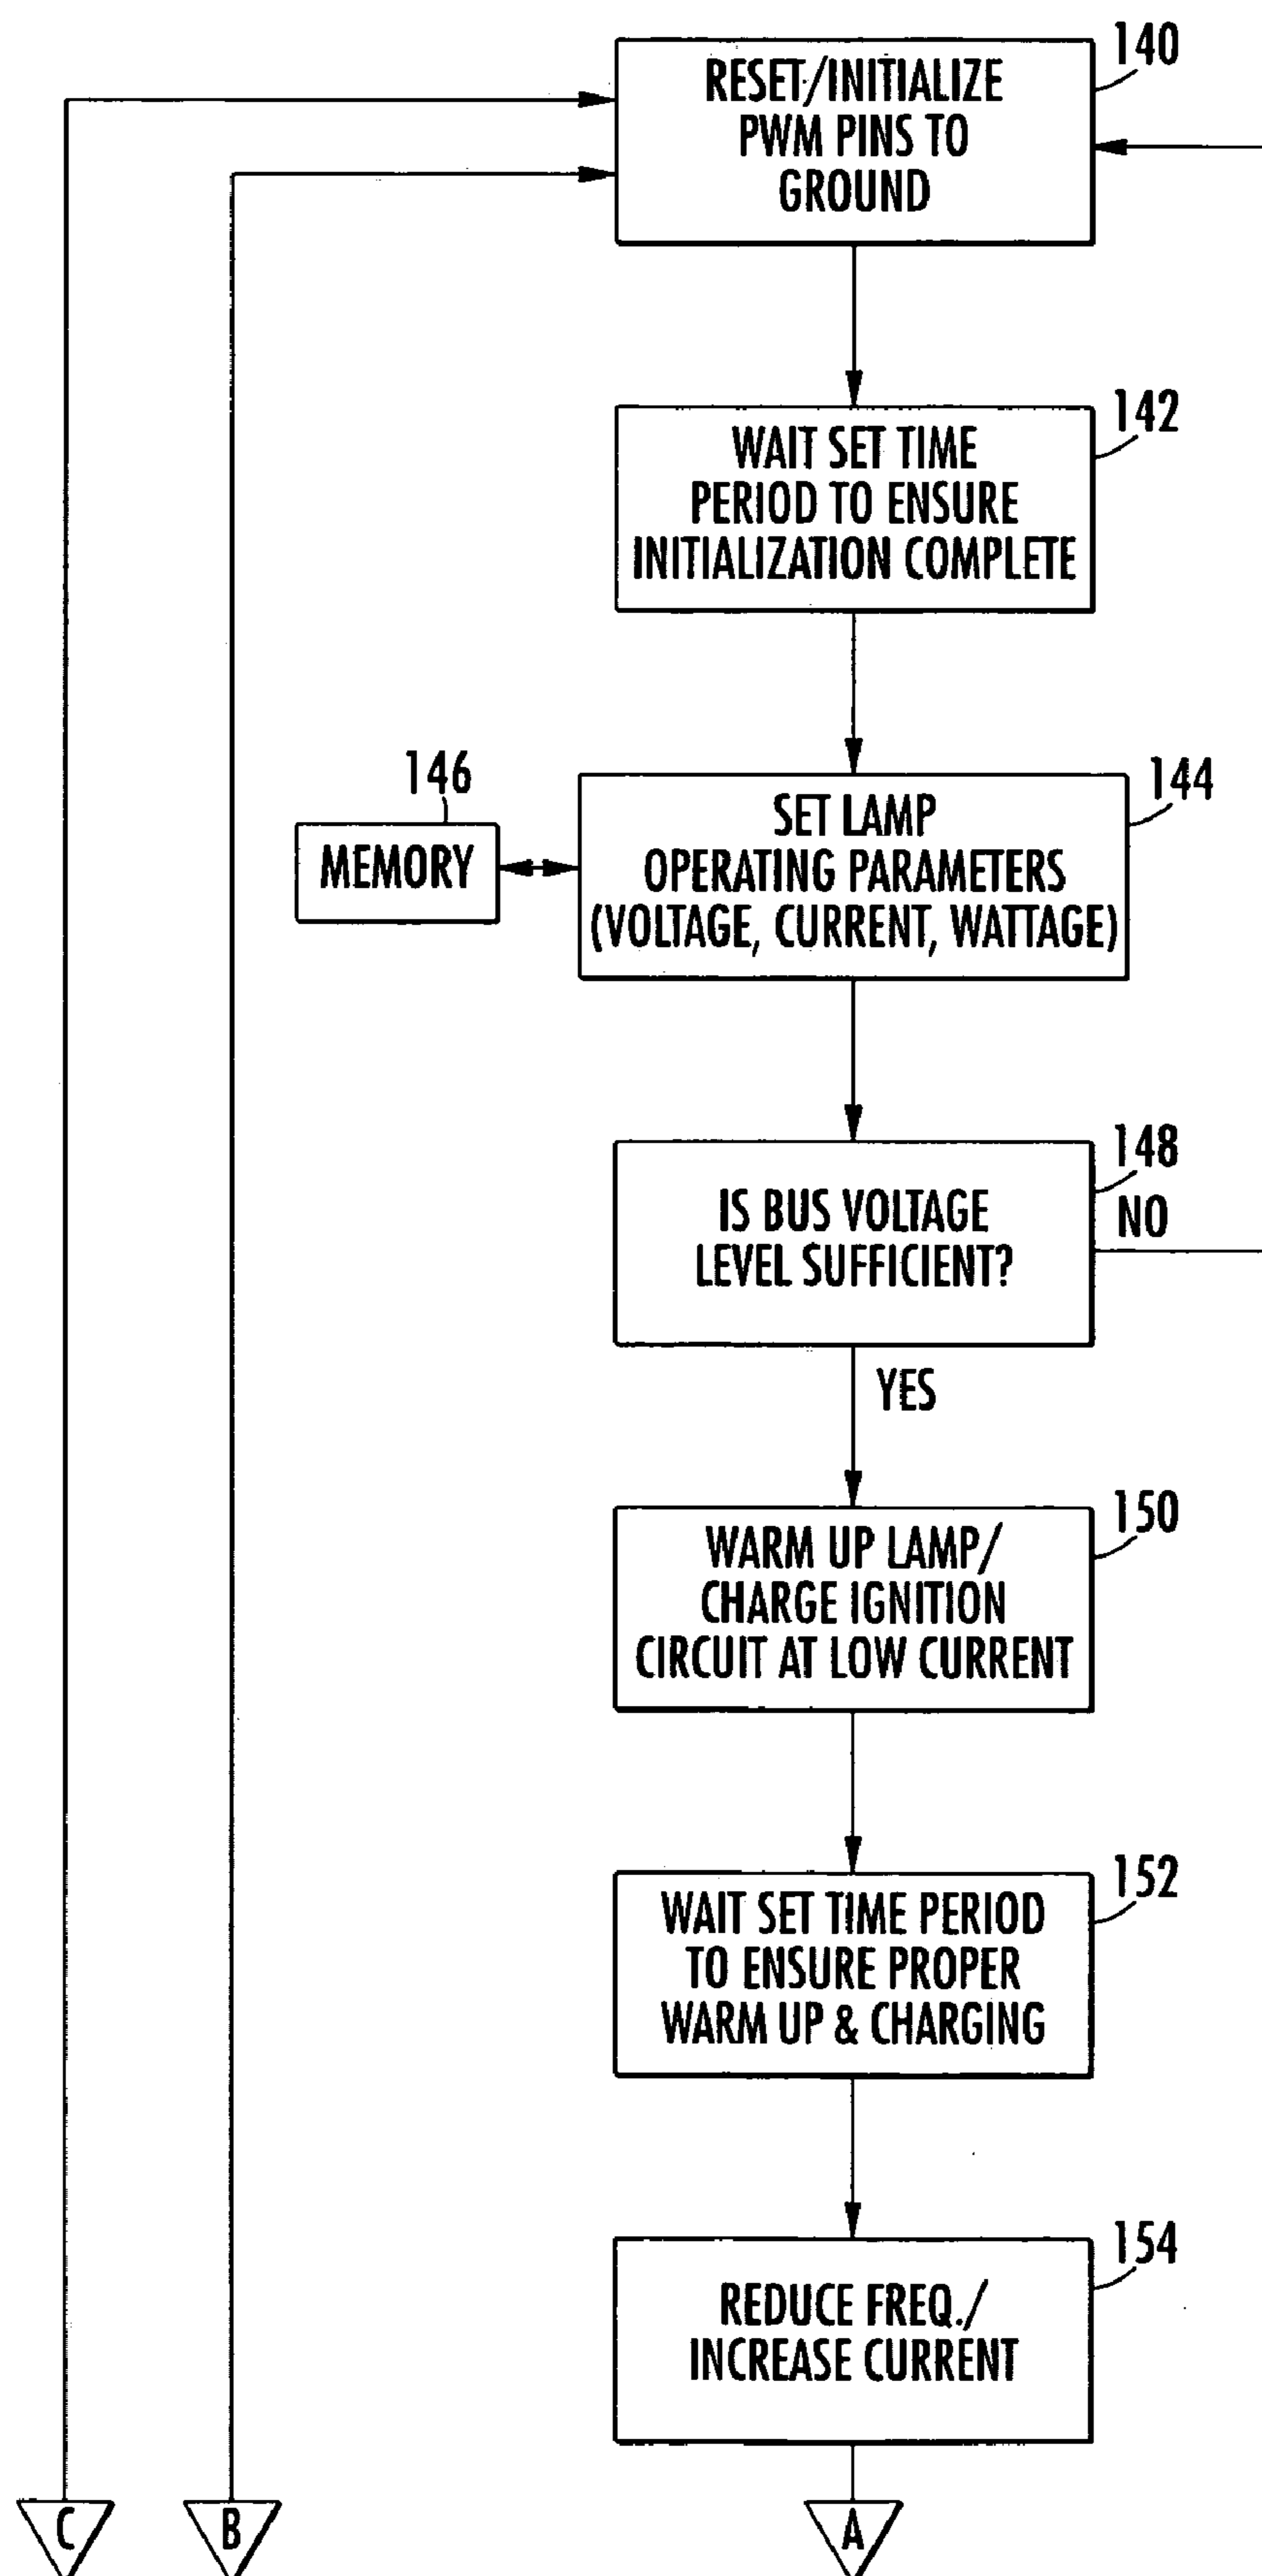 140
RESET/INITIALIZE
PWM PINS TO
GROUND
142
WAIT SET TIME
PERIOD TO ENSURE
INITIALIZATION COMPLETE
146
MEMORY
144
SET LAMP
OPERATING PARAMETERS
(VOLTAGE, CURRENT, WATTAGE)
148
IS BUS VOLTAGE
LEVEL SUFFICIENT?
NO
YES
150
WARM UP LAMP/
CHARGE IGNITION
CIRCUIT AT LOW CURRENT
152
WAIT SET TIME PERIOD
TO ENSURE PROPER
WARM UP & CHARGING
154
REDUCE FREQ./
INCREASE CURRENT
C
B
A